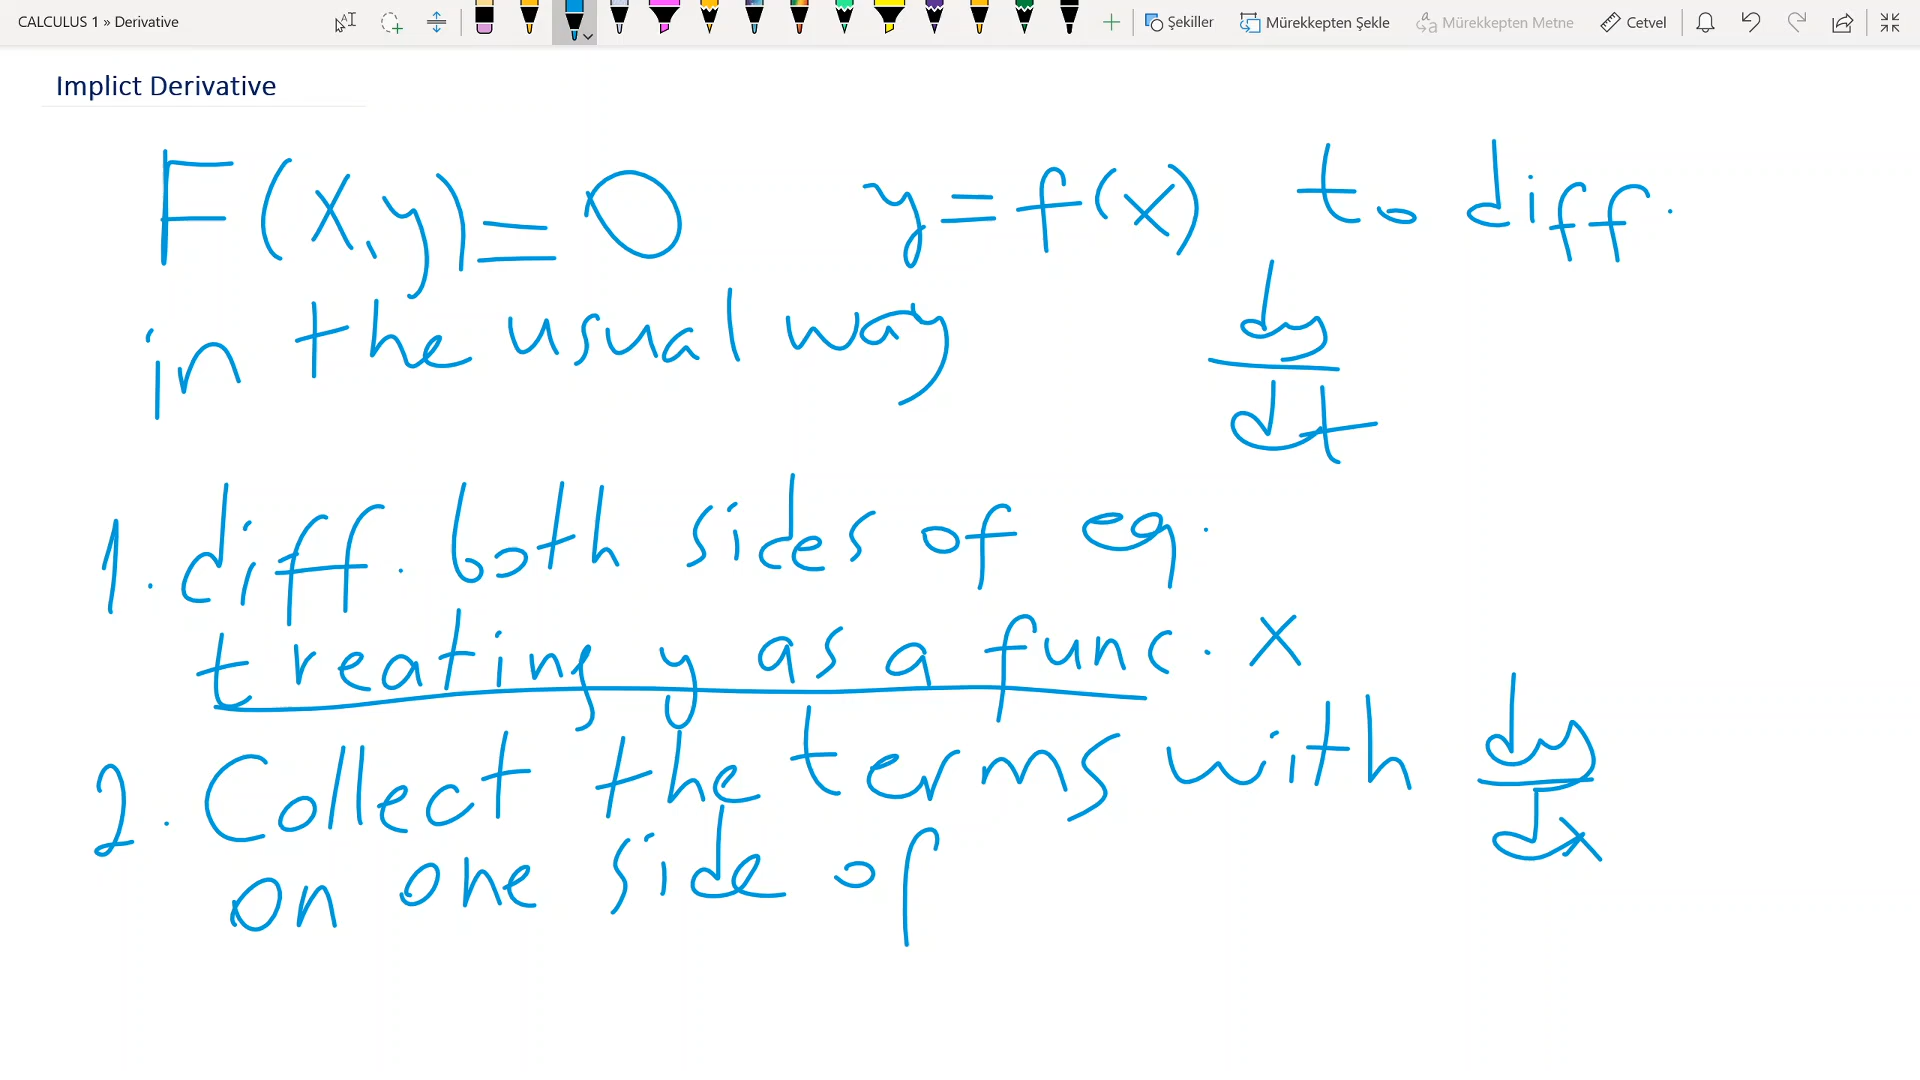 CALCULUS 1 » Derivative
Şekiller Mürekkepten Şekle Mürekkepten Metne Cetvel
Implict Derivative
F(x,y)=0 y=f(x) to diff.
in the usual way dy/dt
1. diff. both sides of eq.
treating y as a func. x
2. Collect the terms with dy/dx
on one side of